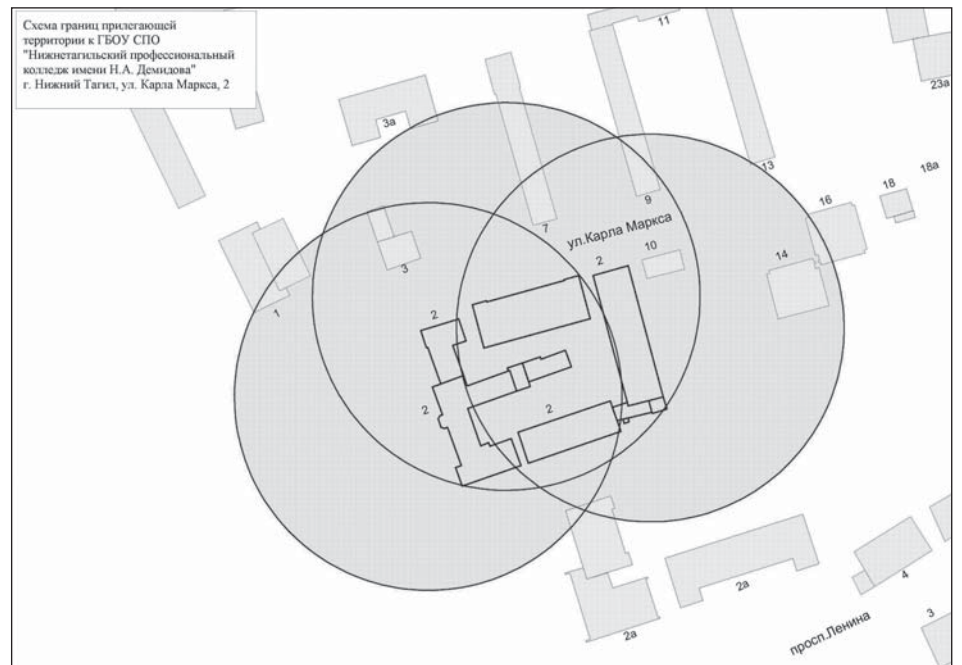 Схема границ прилегающей
территории к ГБОУ СПО
"Нижнетагильский профессиональный
колледж имени Н.А. Демидова"
г. Нижний Тагил, ул. Карла Маркса, 2
11
23а
3а
13
18а
18
16
9
7
ул.Карла Маркса
10
2
14
3
1
2
2
2
2а
4
2а
просп.Ленина
3